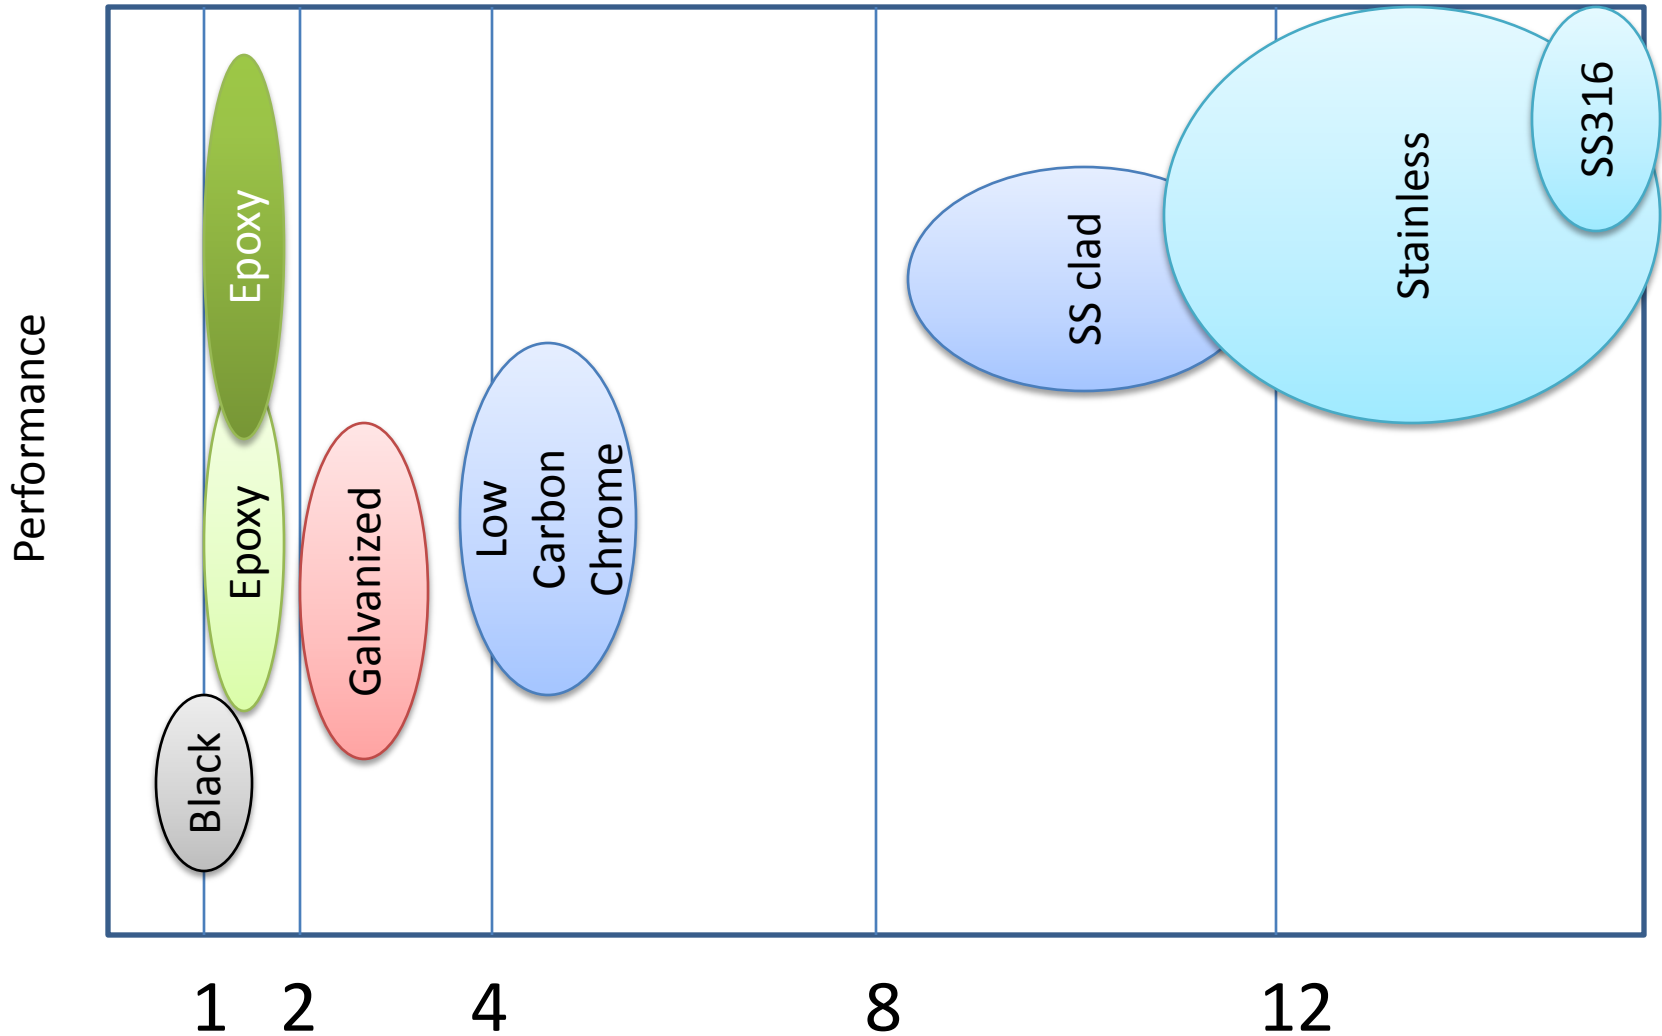 Performance
Epoxy
Epoxy
Black
Galvanized
Low
Carbon
Chrome
SS clad
Stainless
SS316
1
2
4
8
12